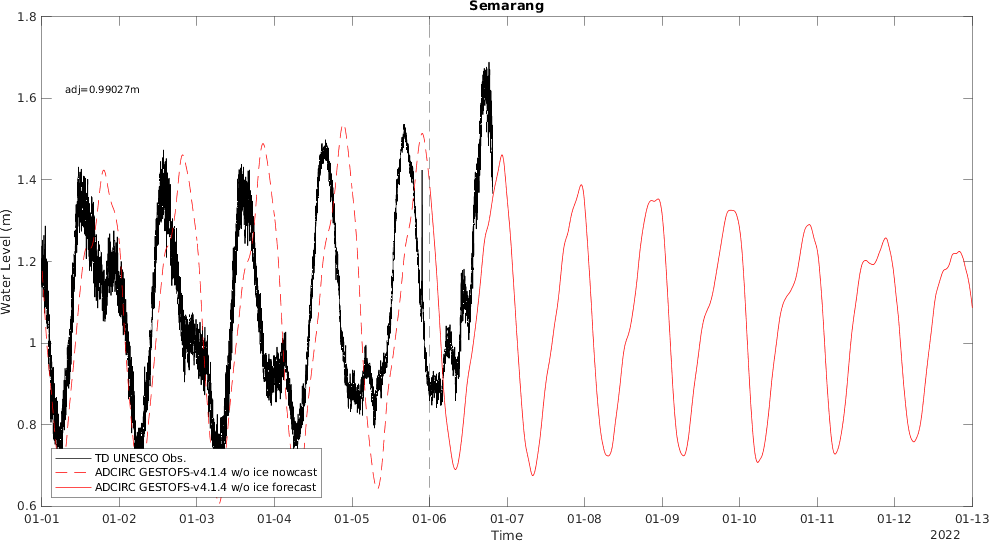 Semarang
1.8
1.6
1.4
1.2
1
0.8
0.6
Water Level (m)
adj=0.99027m
TD UNESCO Obs.
ADCIRC GESTOFS-v4.1.4 w/o ice nowcast
ADCIRC GESTOFS-v4.1.4 w/o ice forecast
01-01 01-02 01-03 01-04 01-05 01-06 01-07 01-08 01-09 01-10 01-11 01-12 01-13
Time
2022